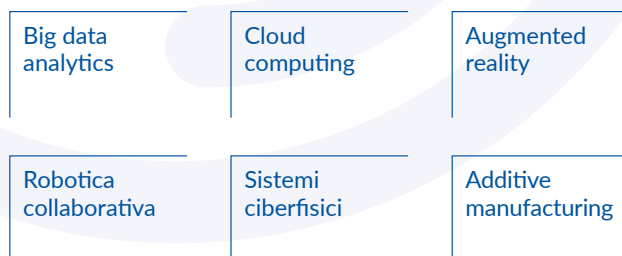 Big data
analytics
Cloud
computing
Augmented
reality
Robotica
collaborativa
Sistemi
ciberfisici
Additive
manufacturing